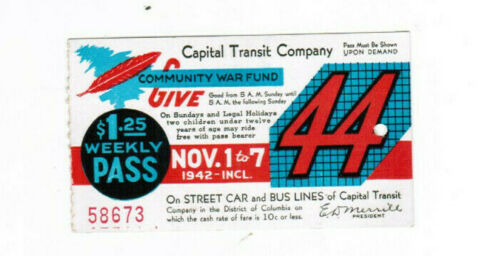 Capital Transit Company
Pass Must Be Shown
UPON DEMAND
COMMUNITY WAR FUND
GIVE
Good from 5 A.M. Sunday until
5 A.M. the following Sunday
On Sundays and Legal Holidays
two children under twelve
years of age may ride
free with pass bearer
44
$1.25
WEEKLY
PASS
NOV. 1 to 7
1942-INCL.
58673
On STREET CAR and BUS LINES of Capital Transit
Company in the District of Columbia on
which the cash rate of fare is 10c or less.
E D Merrill
PRESIDENT